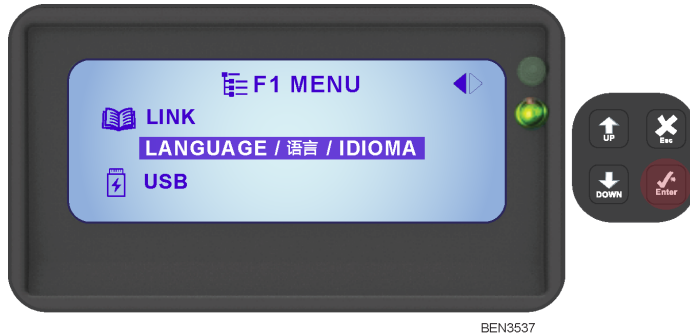 F1 MENU
LINK
LANGUAGE / 语言 / IDIOMA
USB
UP
Esc
DOWN
Enter
BEN3537